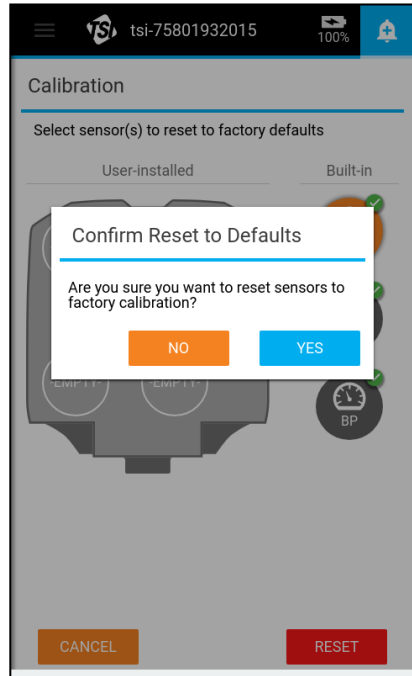 TSI tsi-75801932015 100%
Calibration
Select sensor(s) to reset to factory defaults
User-installed Built-in
Confirm Reset to Defaults
Are you sure you want to reset sensors to
factory calibration?
NO YES
-EMPTY- -EMPTY- BP
CANCEL RESET